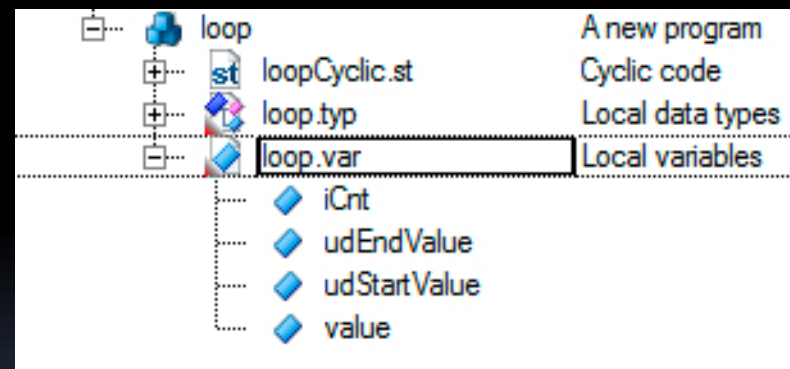 loop A new program
st loopCyclic.st Cyclic code
loop.typ Local data types
loop.var Local variables
iCnt
udEndValue
udStartValue
value